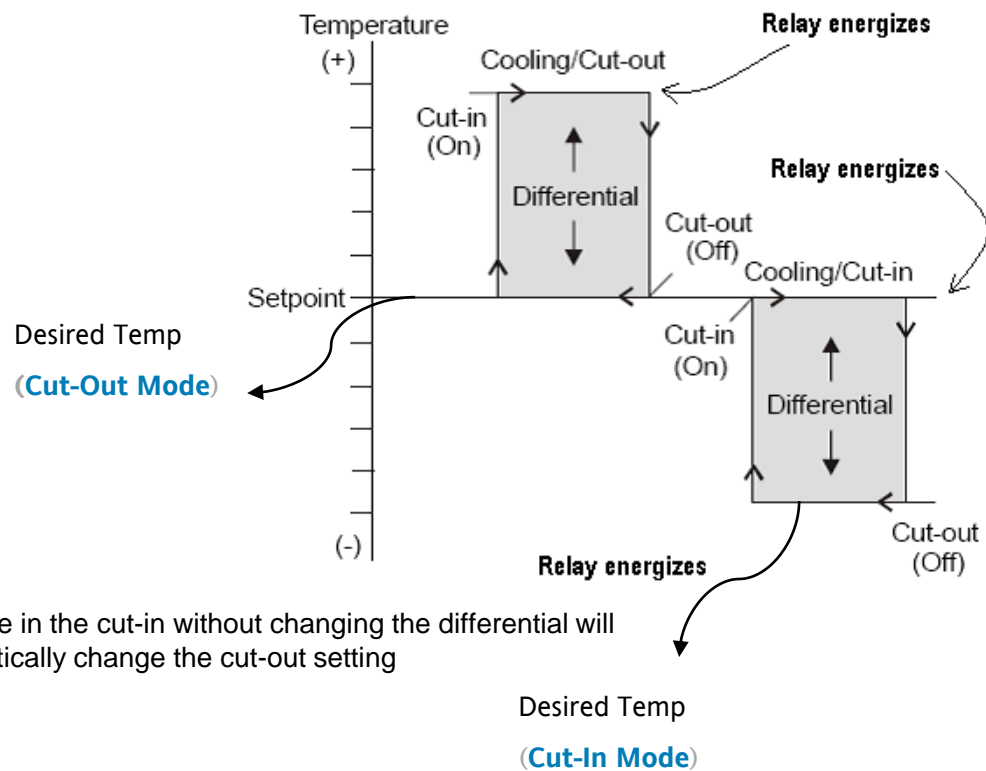 Relay energizes
Temperature
(+)
Cooling/Cut-out
Cut-in
(On)
Differential
Relay energizes
Cut-out
(Off)
Cooling/Cut-in
Setpoint
Cut-in
(On)
Desired Temp
(Cut-Out Mode)
Differential
Cut-out
(Off)
(-)
Relay energizes
e in the cut-in without changing the differential will
tically change the cut-out setting
Desired Temp
(Cut-In Mode)